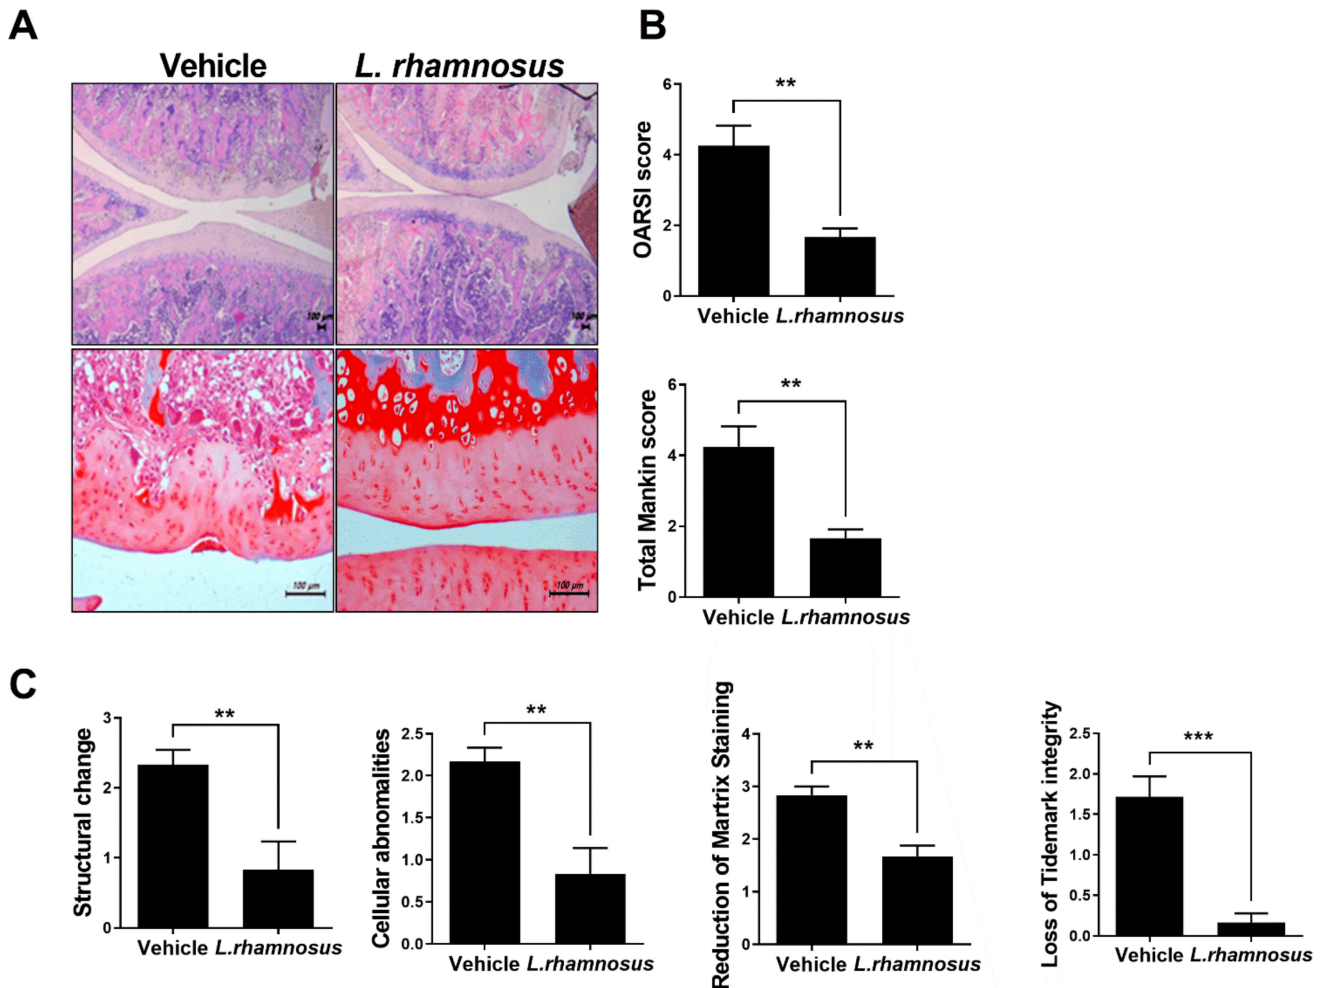 A
B
Vehicle
L. rhamnosus
100 µm
100 µm
100 µm
100 µm
OARSI score
6
4
2
0
**
Vehicle L.rhamnosus
Total Mankin score
6
4
2
0
**
Vehicle L.rhamnosus
C
Structural change
3
2
1
0
**
Vehicle L.rhamnosus
Cellular abnomalities
2.5
2.0
1.5
1.0
0.5
0.0
**
Vehicle L.rhamnosus
Reduction of Martrix Staining
4
3
2
1
0
**
Vehicle L.rhamnosus
Loss of Tidemark integrity
2.5
2.0
1.5
1.0
0.5
0.0
***
Vehicle L.rhamnosus